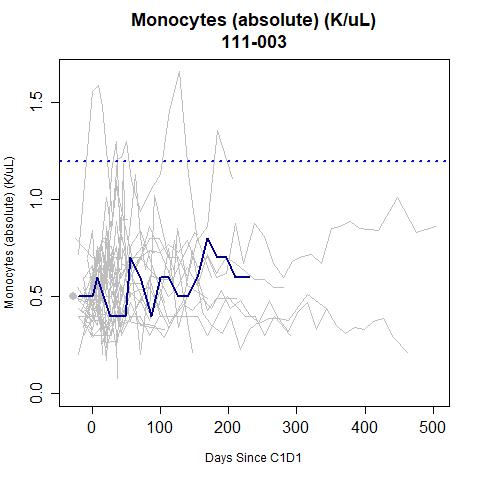 Monocytes (absolute) (K/uL)
111-003
Monocytes (absolute) (K/uL)
1.5
1.0
0.5
0.0
0 100 200 300 400 500
Days Since C1D1